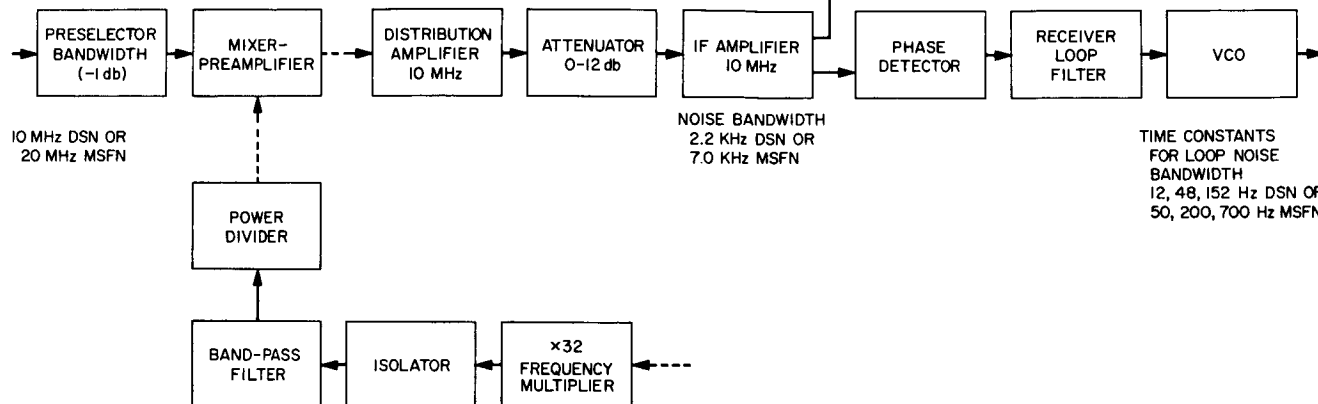 PRESELECTOR
BANDWIDTH
(-1 db)
MIXER-
PREAMPLIFIER
DISTRIBUTION
AMPLIFIER
10 MHz
ATTENUATOR
0-12 db
IF AMPLIFIER
10 MHz
PHASE
DETECTOR
RECEIVER
LOOP
FILTER
VCO
10 MHz DSN OR
20 MHz MSFN
NOISE BANDWIDTH
2.2 KHz DSN OR
7.0 KHz MSFN
TIME CONSTANTS
FOR LOOP NOISE
BANDWIDTH
12, 48, 152 Hz DSN OR
50, 200, 700 Hz MSFN
POWER
DIVIDER
BAND-PASS
FILTER
ISOLATOR
×32
FREQUENCY
MULTIPLIER